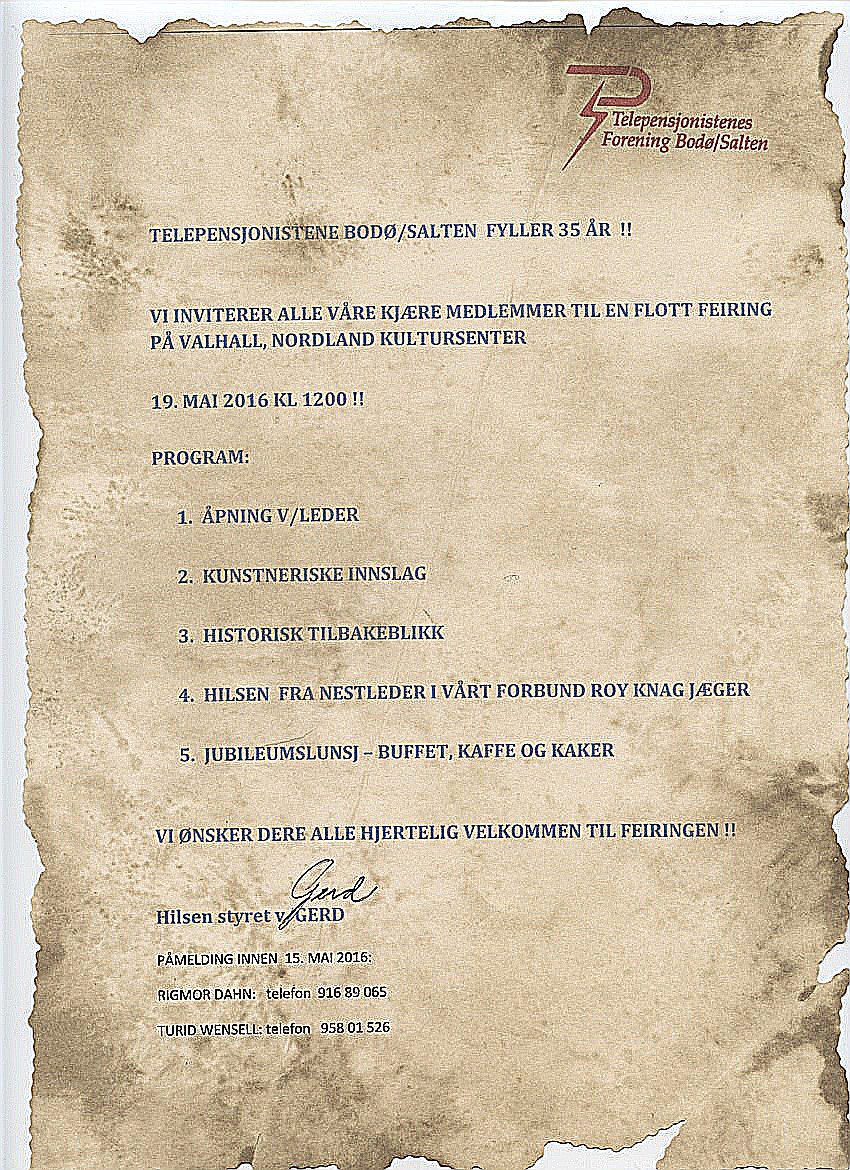 Telepensjonistenes
Forening Bodø/Salten
TELEPENSJONISTENE BODØ/SALTEN FYLLER 35 ÅR !!
VI INVITERER ALLE VÅRE KJÆRE MEDLEMMER TIL EN FLOTT FEIRING
PÅ VALHALL, NORDLAND KULTURSENTER
19. MAI 2016 KL 1200 !!
PROGRAM:
1. ÅPNING V/LEDER
2. KUNSTNERISKE INNSLAG
3. HISTORISK TILBAKEBLIKK
4. HILSEN FRA NESTLEDER I VÅRT FORBUND ROY KNAG JÆGER
5. JUBILEUMSLUNSJ – BUFFET, KAFFE OG KAKER
VI ØNSKER DERE ALLE HJERTELIG VELKOMMEN TIL FEIRINGEN !!
Gerd
Hilsen styret v/GERD
PÅMELDING INNEN 15. MAI 2016:
RIGMOR DAHN: telefon 916 89 065
TURID WENSELL: telefon 958 01 526